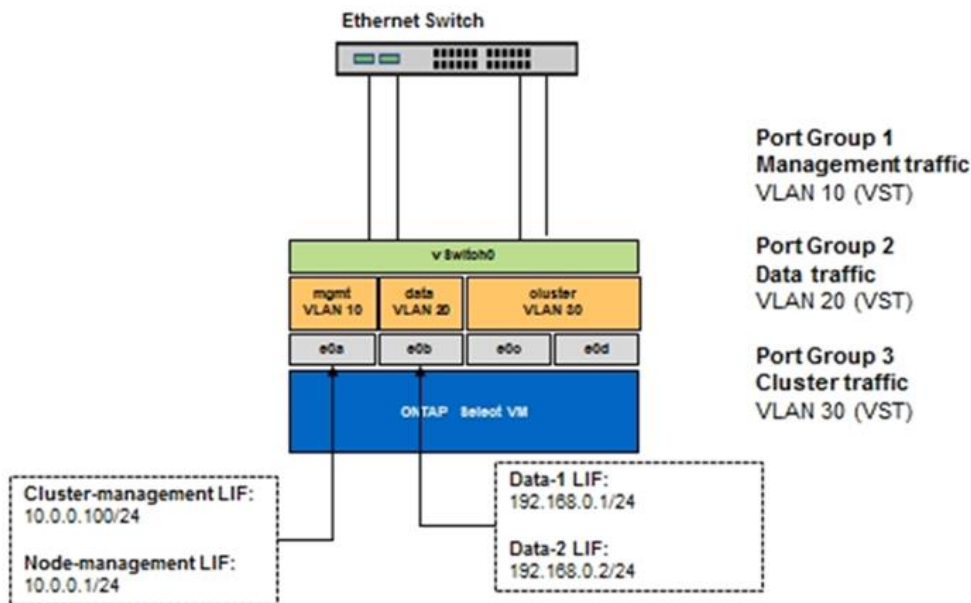 Ethernet Switch
Port Group 1
Management traffic
VLAN 10 (VST)
Port Group 2
Data traffic
VLAN 20 (VST)
Port Group 3
Cluster traffic
VLAN 30 (VST)
v Switch0
mgmt
VLAN 10
data
VLAN 20
cluster
VLAN 30
e0a
e0b
e0c
e0d
ONTAP Select VM
Cluster-management LIF:
10.0.0.100/24
Node-management LIF:
10.0.0.1/24
Data-1 LIF:
192.168.0.1/24
Data-2 LIF:
192.168.0.2/24